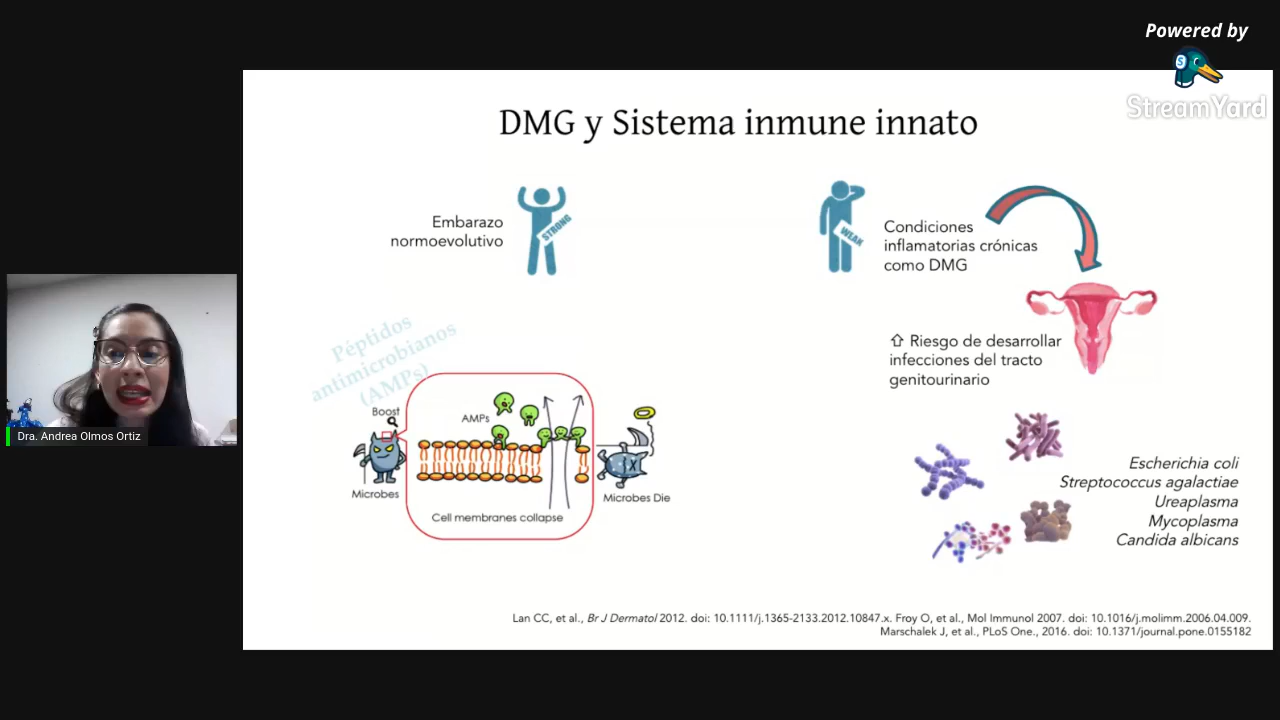 Powered by
StreamYard
DMG y Sistema inmune innato
Embarazo
normoevolutivo
STRONG
WEAK
Condiciones
inflamatorias crónicas
como DMG
⇧ Riesgo de desarrollar
infecciones del tracto
genitourinario
Péptidos
antimicrobianos
(AMPs)
Boost
AMPs
Microbes
Cell membranes collapse
Microbes Die
Escherichia coli
Streptococcus agalactiae
Ureaplasma
Mycoplasma
Candida albicans
Dra. Andrea Olmos Ortiz
Lan CC, et al., Br J Dermatol 2012. doi: 10.1111/j.1365-2133.2012.10847.x. Froy O, et al., Mol Immunol 2007. doi: 10.1016/j.molimm.2006.04.009.
Marschalek J, et al., PLoS One., 2016. doi: 10.1371/journal.pone.0155182